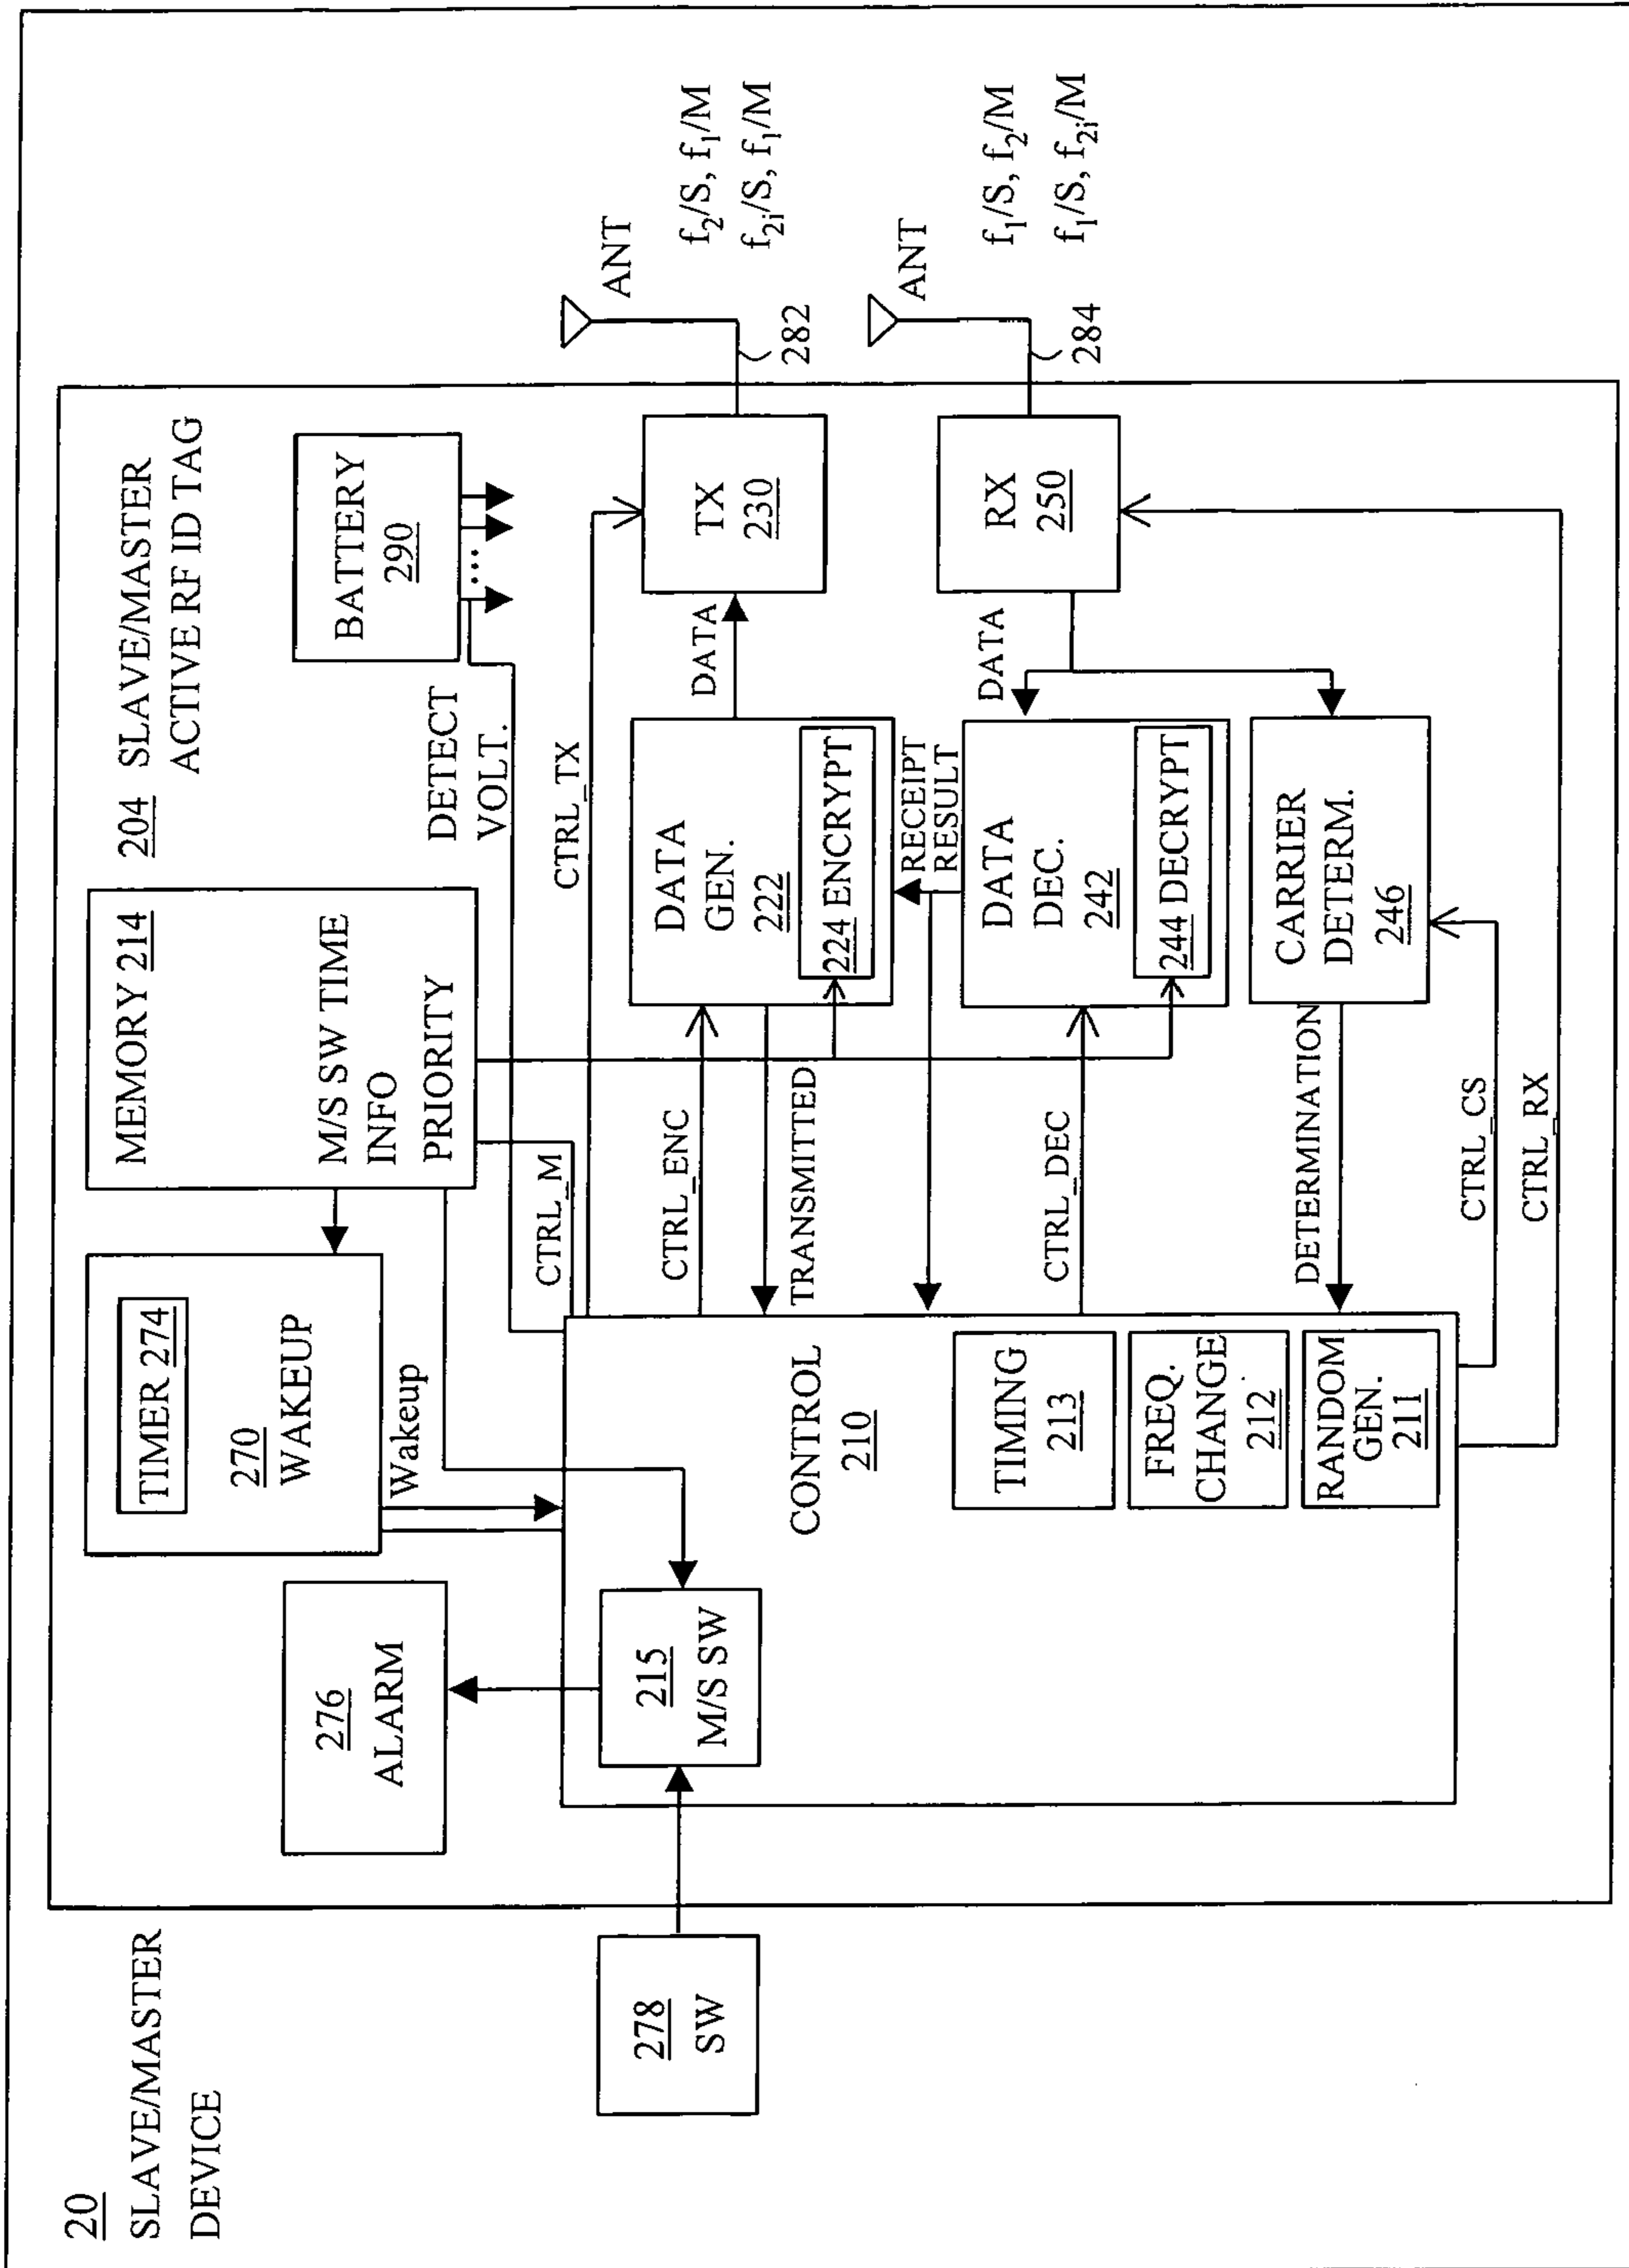 20
SLAVE/MASTER
DEVICE
204 SLAVE/MASTER
ACTIVE RF ID TAG
278
SW
276
ALARM
TIMER 274
270
WAKEUP
Wakeup
MEMORY 214
M/S SW TIME
INFO
PRIORITY
BATTERY
290
DETECT
VOLT.
215
M/S SW
CONTROL
210
TIMING
213
FREQ.
CHANGE
212
RANDOM
GEN.
211
CTRL_M
CTRL_TX
CTRL_ENC
TRANSMITTED
CTRL_DEC
DETERMINATION
CTRL_CS
CTRL_RX
DATA
GEN.
222
224 ENCRYPT
RECEIPT
RESULT
DATA
DEC.
242
244 DECRYPT
CARRIER
DETERM.
246
DATA
TX
230
DATA
RX
250
282
ANT
f₂/S, f₁/M
f₂ᵢ/S, f₁/M
284
ANT
f₁/S, f₂/M
f₁/S, f₂ᵢ/M